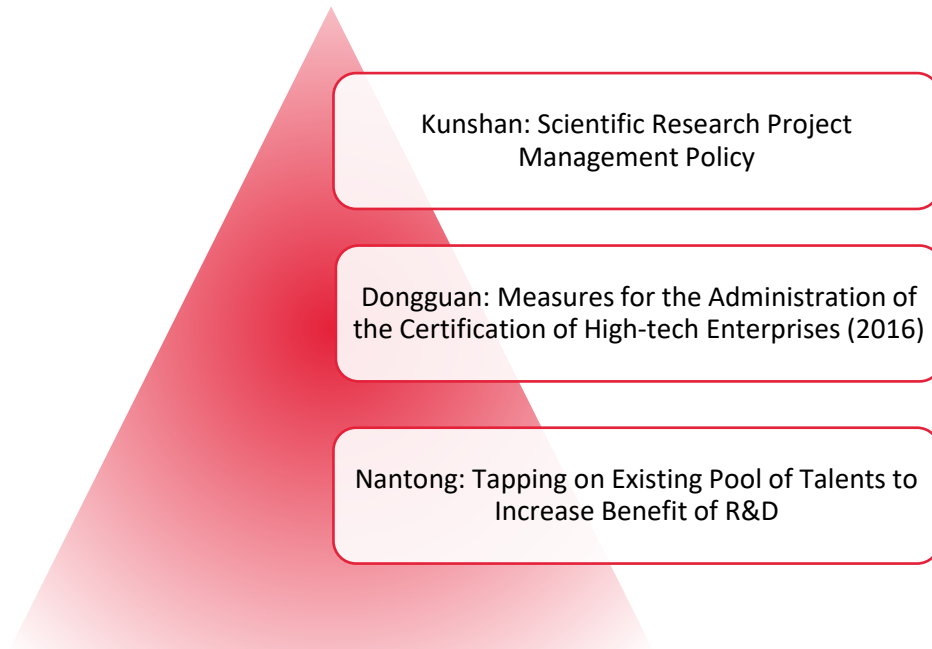 Kunshan: Scientific Research Project
Management Policy
Dongguan: Measures for the Administration of
the Certification of High-tech Enterprises (2016)
Nantong: Tapping on Existing Pool of Talents to
Increase Benefit of R&D